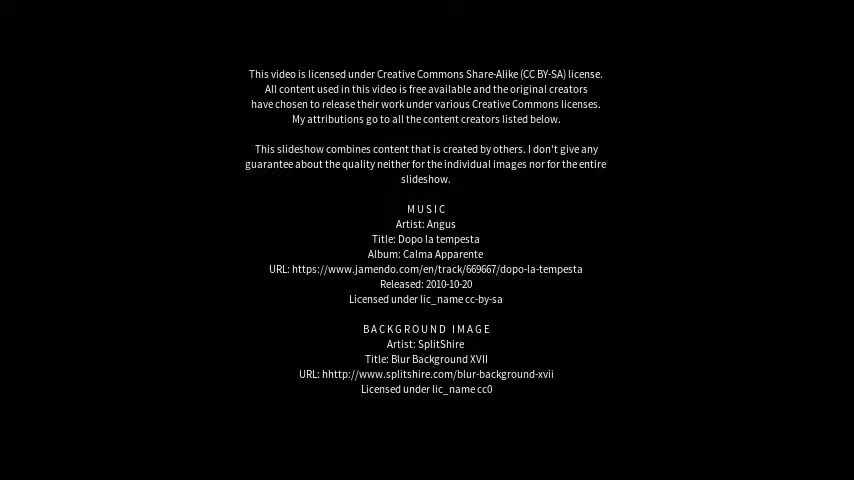 This video is licensed under Creative Commons Share-Alike (CC BY-SA) license.
All content used in this video is free available and the original creators
have chosen to release their work under various Creative Commons licenses.
My attributions go to all the content creators listed below.
This slideshow combines content that is created by others. I don't give any
guarantee about the quality neither for the individual images nor for the entire
slideshow.
MUSIC
Artist: Angus
Title: Dopo la tempesta
Album: Calma Apparente
URL: https://www.jamendo.com/en/track/669667/dopo-la-tempesta
Released: 2010-10-20
Licensed under lic_name cc-by-sa
BACKGROUND IMAGE
Artist: SplitShire
Title: Blur Background XVII
URL: hhttp://www.splitshire.com/blur-background-xvii
Licensed under lic_name cc0